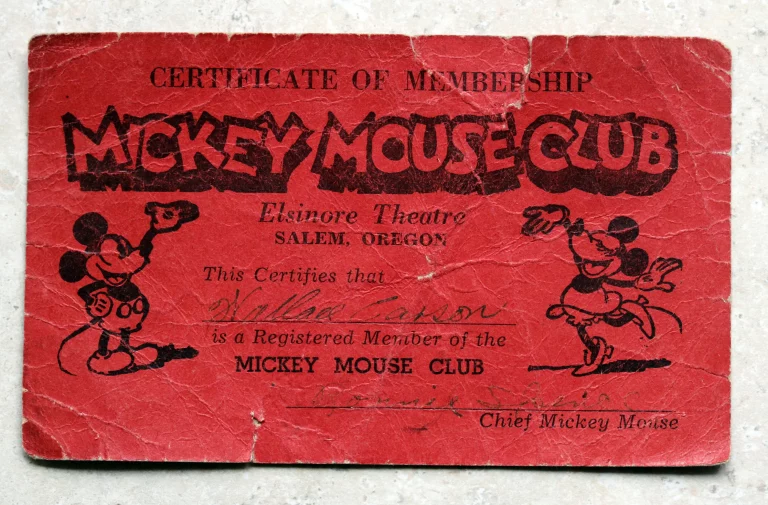 CERTIFICATE OF MEMBERSHIP
MICKEY MOUSE CLUB
Elsinore Theatre
SALEM, OREGON
This Certifies that
Wallace Carson
is a Registered Member of the
MICKEY MOUSE CLUB
Chief Mickey Mouse